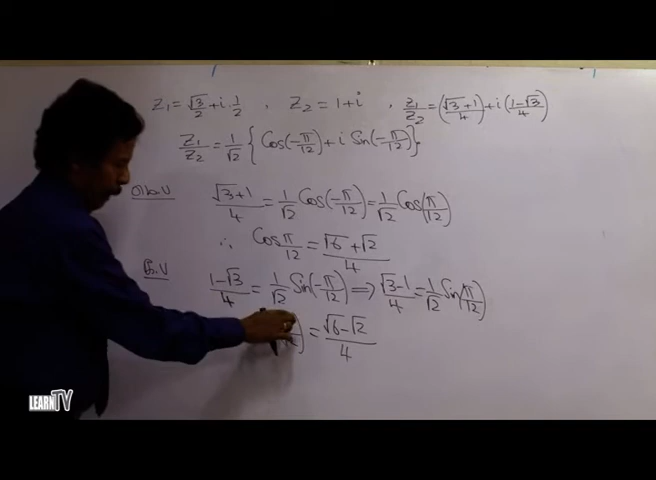 Z₁ = √3/2 + i. 1/2 , Z₂ = 1 + i , Z₁/Z₂ = (√3+1/4) + i (1-√3/4)
Z₁/Z₂ = 1/√2 { Cos(-π/12) + i Sin(-π/12) }
√3+1/4 = 1/√2 Cos(-π/12) = 1/√2 Cos(π/12)
∴ Cos π/12 = √6+√2/4
1-√3/4 = 1/√2 Sin(-π/12) ⟹ √3-1/4 = 1/√2 Sin(π/12)
= √6-√2/4
LEARN TV